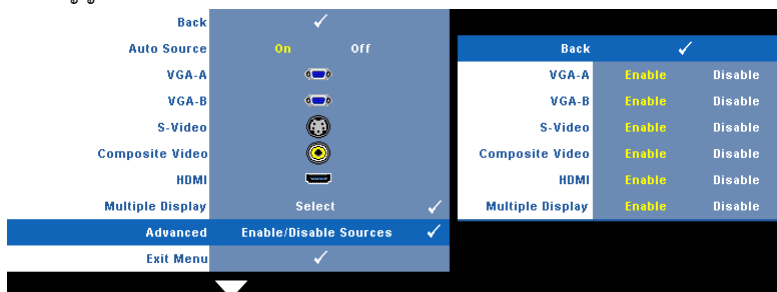 Back
Auto Source On Off
VGA-A
VGA-B
S-Video
Composite Video
HDMI
Multiple Display Select
Advanced Enable/Disable Sources
Exit Menu
Back
VGA-A Enable Disable
VGA-B Enable Disable
S-Video Enable Disable
Composite Video Enable Disable
HDMI Enable Disable
Multiple Display Enable Disable